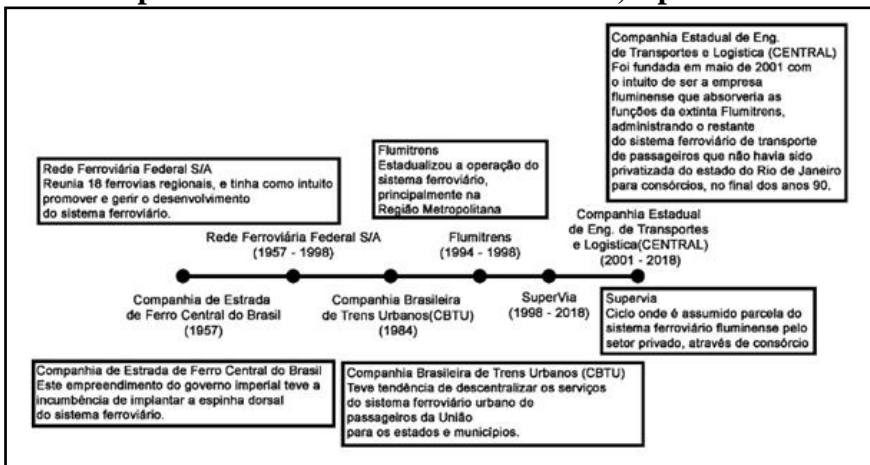 Companhia Estadual de Eng.
de Transportes e Logistica (CENTRAL)
Foi fundada em maio de 2001 com
o intuito de ser a empresa
fluminense que absorveria as
funções da extinta Flumitrens,
administrando o restante
do sistema ferroviário de transporte
de passageiros que não havia sido
privatizado do estado do Rio de Janeiro
para consórcios, no final dos anos 90.
Flumitrens
Estadualizou a operação do
sistema ferroviário,
principalmente na
Região Metropolitana
Rede Ferroviária Federal S/A
Reunia 18 ferrovias regionais, e tinha como intuito
promover e gerir o desenvolvimento
do sistema ferroviário.
Rede Ferroviária Federal S/A
(1957 - 1998)
Flumitrens
(1994 - 1998)
Companhia Estadual
de Eng. de Transportes
e Logistica(CENTRAL)
(2001 - 2018)
Companhia de Estrada
de Ferro Central do Brasil
(1957)
Companhia Brasileira
de Trens Urbanos(CBTU)
(1984)
SuperVia
(1998 - 2018)
Supervia
Ciclo onde é assumido parcela do
sistema ferroviário fluminense pelo
setor privado, através de consórcio
Companhia de Estrada de Ferro Central do Brasil
Este empreendimento do governo imperial teve a
incumbência de implantar a espinha dorsal
do sistema ferroviário.
Companhia Brasileira de Trens Urbanos (CBTU)
Teve tendência de descentralizar os serviços
do sistema ferroviário urbano de
passageiros da União
para os estados e municípios.